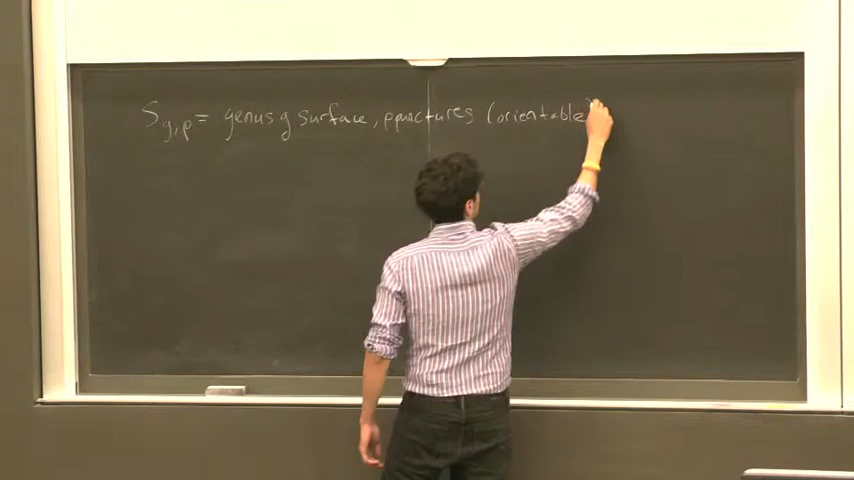 S_{g,p} = genus g surface, p punctures (orientable